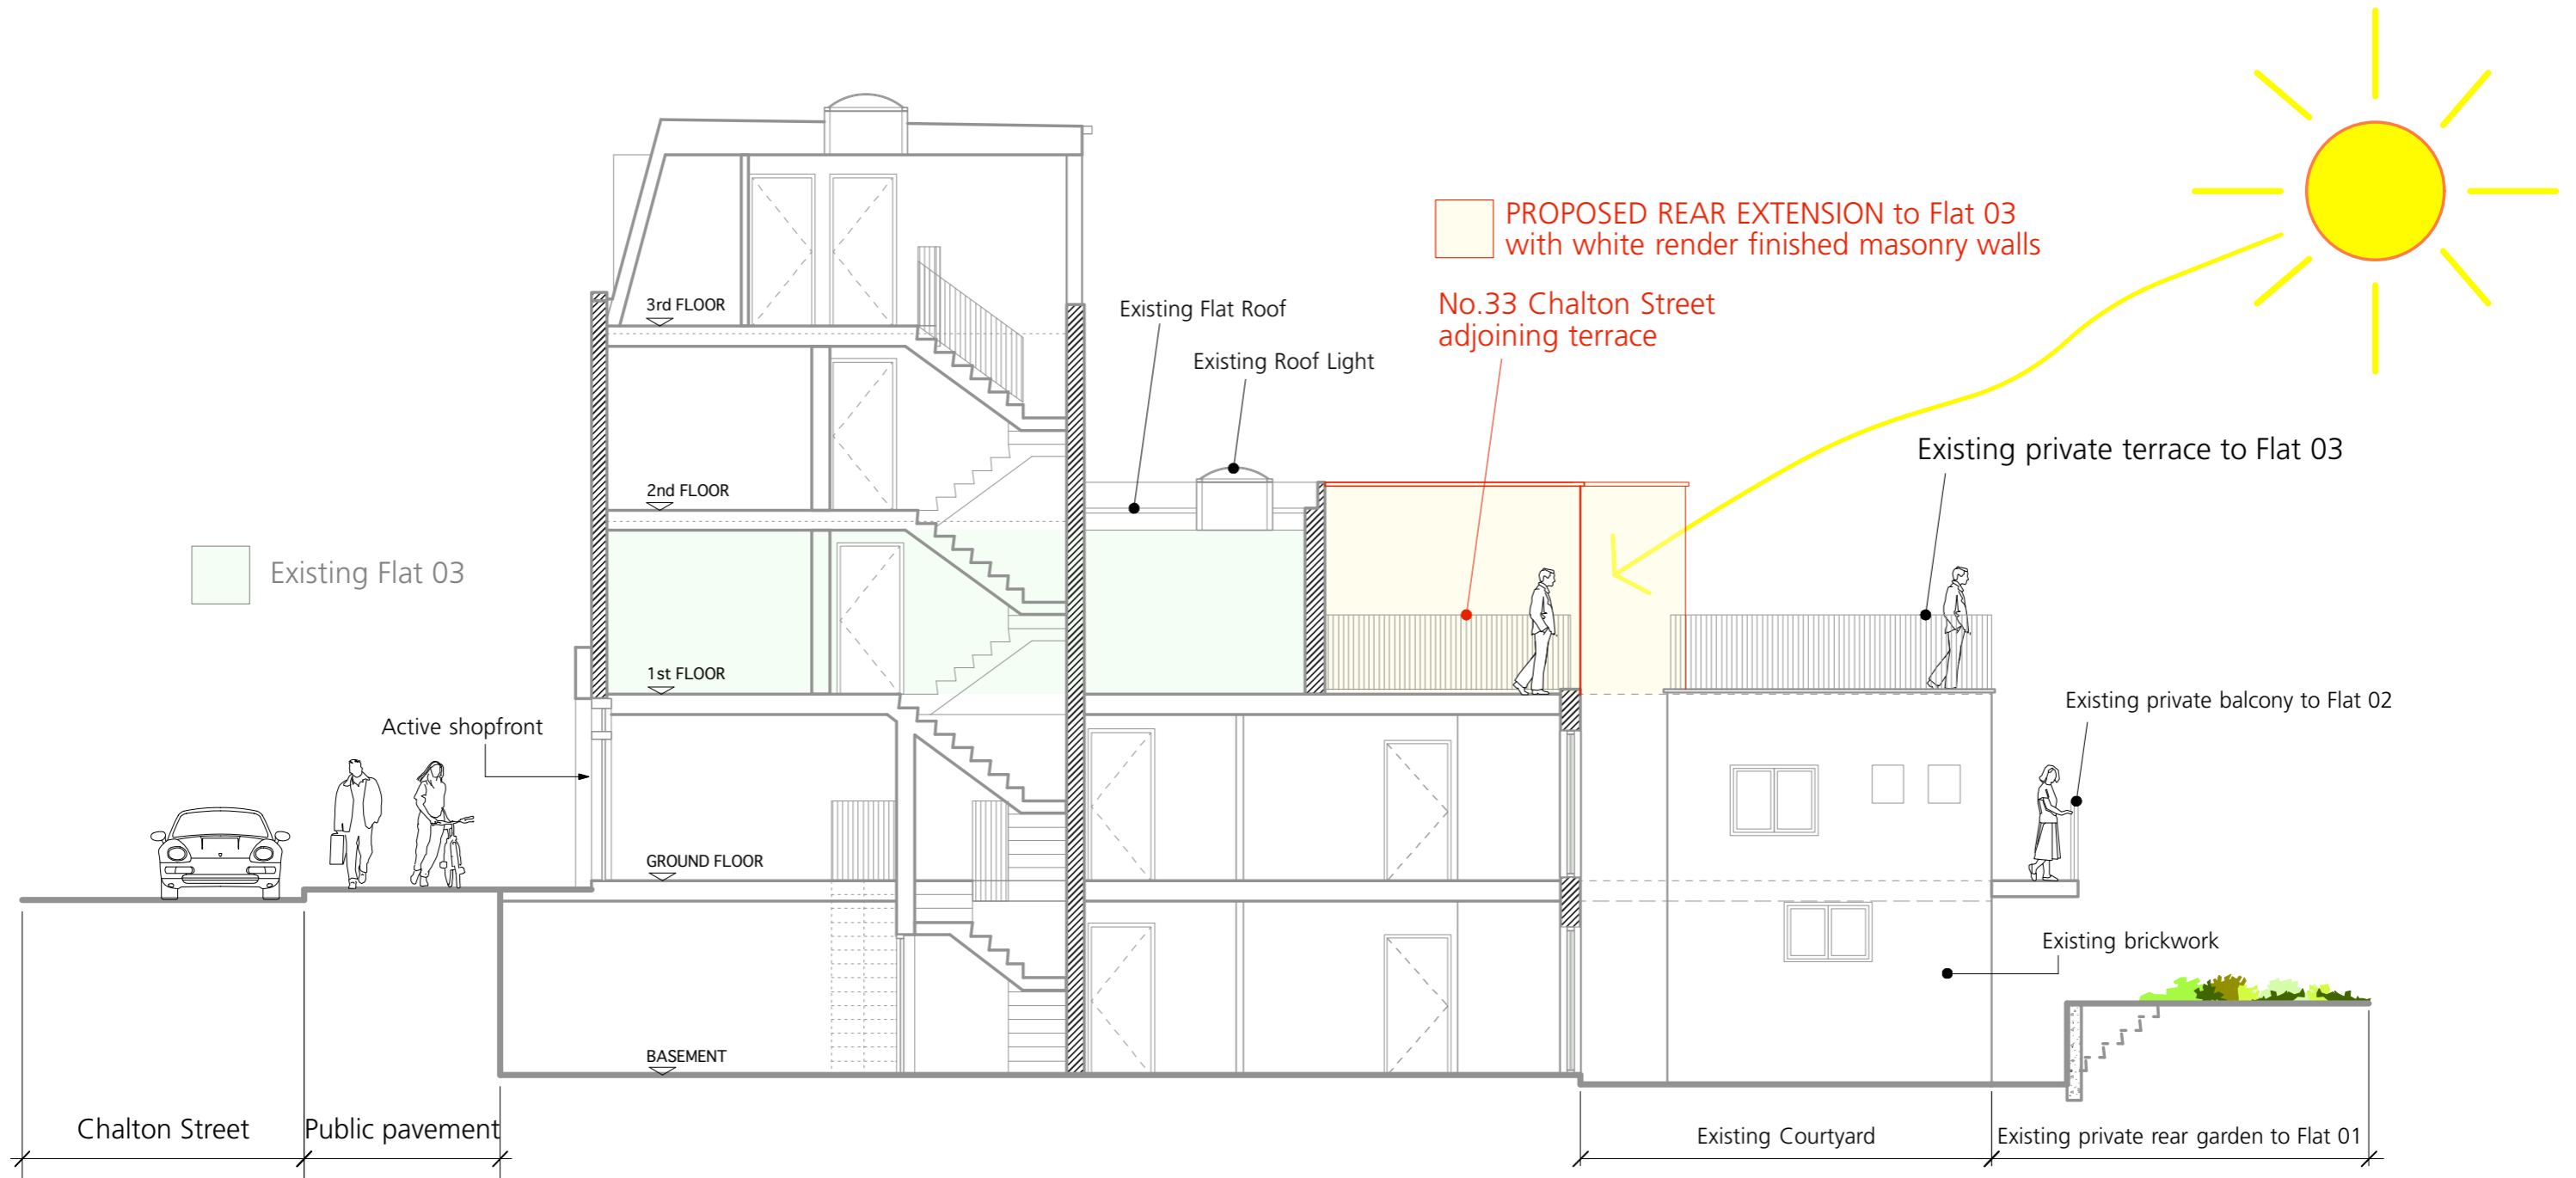 PROPOSED REAR EXTENSION to Flat 03
with white render finished masonry walls
No.33 Chalton Street
adjoining terrace
3rd FLOOR
Existing Flat Roof
Existing Roof Light
Existing private terrace to Flat 03
2nd FLOOR
Existing Flat 03
1st FLOOR
Existing private balcony to Flat 02
Active shopfront
GROUND FLOOR
Existing brickwork
BASEMENT
Chalton Street
Public pavement
Existing Courtyard
Existing private rear garden to Flat 01